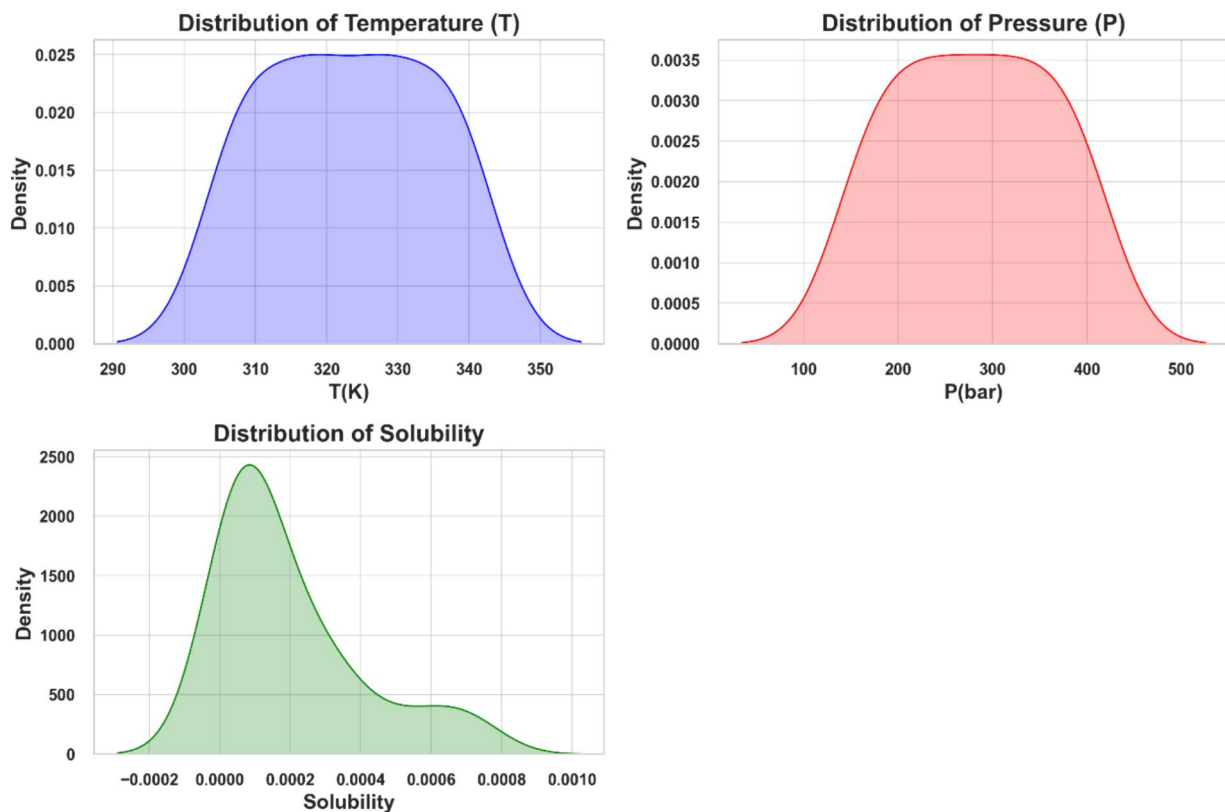 Distribution of Temperature (T)
Density
0.025
0.020
0.015
0.010
0.005
0.000
290 300 310 320 330 340 350
T(K)
Distribution of Pressure (P)
Density
0.0035
0.0030
0.0025
0.0020
0.0015
0.0010
0.0005
0.0000
100 200 300 400 500
P(bar)
Distribution of Solubility
Density
2500
2000
1500
1000
500
0
−0.0002 0.0000 0.0002 0.0004 0.0006 0.0008 0.0010
Solubility